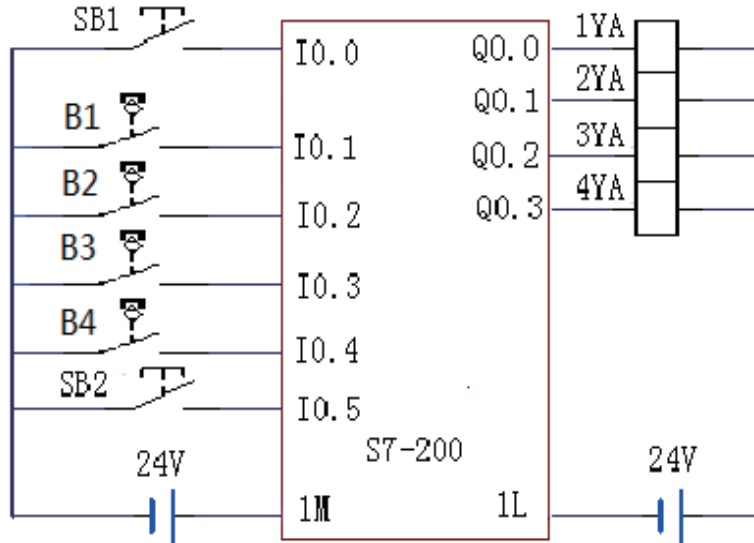 SB1
I0.0
Q0.0
1YA
B1
I0.1
Q0.1
2YA
B2
I0.2
Q0.2
3YA
B3
I0.3
Q0.3
4YA
B4
I0.4
SB2
I0.5
S7-200
24V
1M
1L
24V